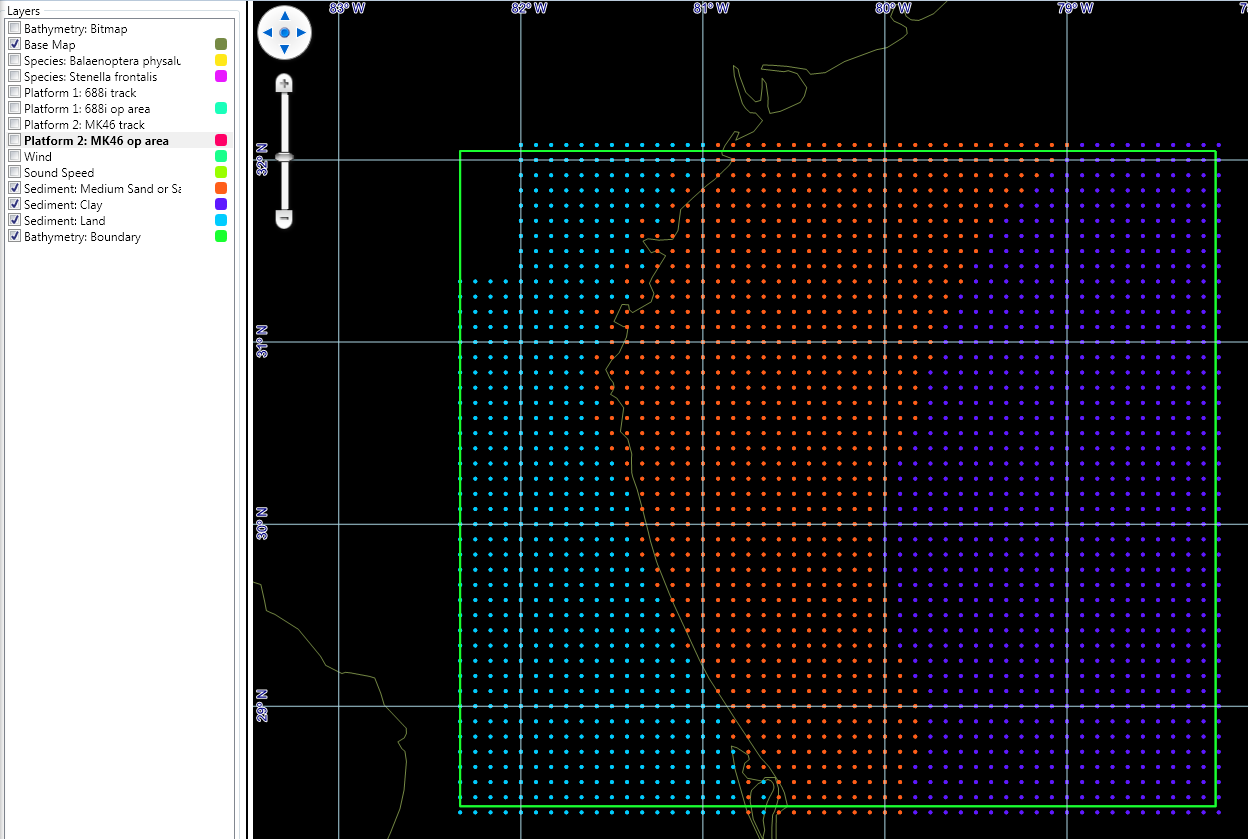 Layers
Bathymetry: Bitmap
Base Map
Species: Balaenoptera physalu
Species: Stenella frontalis
Platform 1: 688i track
Platform 1: 688i op area
Platform 2: MK46 track
Platform 2: MK46 op area
Wind
Sound Speed
Sediment: Medium Sand or Sa
Sediment: Clay
Sediment: Land
Bathymetry: Boundary
83° W
82° W
81° W
80° W
79° W
32° N
31° N
30° N
29° N